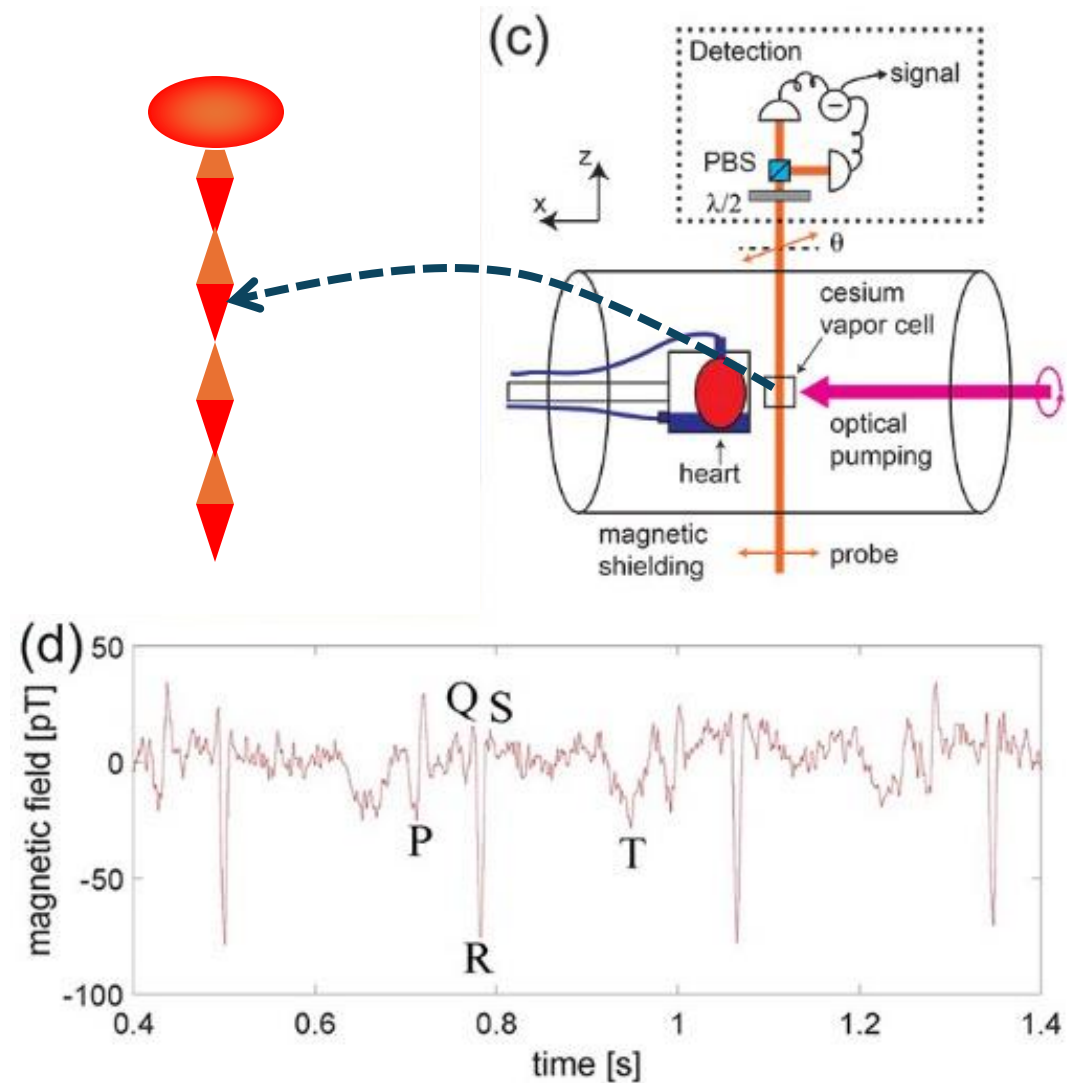 (c)
Detection
signal
PBS
λ/2
z
x
θ
cesium
vapor cell
optical
pumping
heart
magnetic
shielding
probe
(d)
magnetic field [pT]
50
0
-50
-100
Q
S
P
T
R
0.4
0.6
0.8
1
1.2
1.4
time [s]